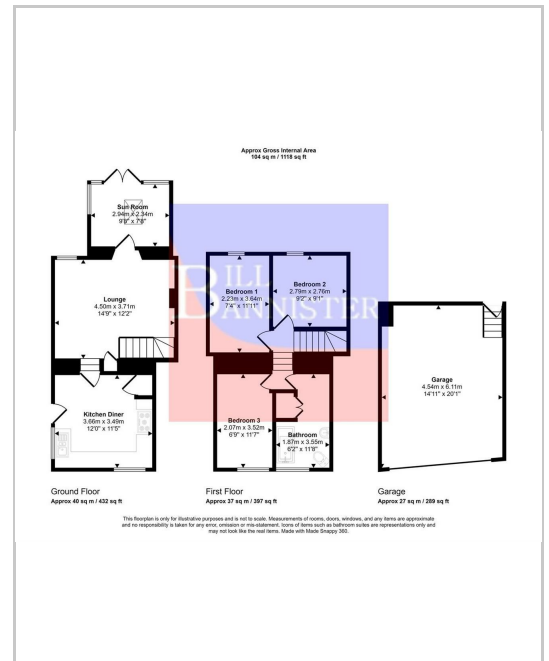 Approx Gross Internal Area
104 sq m / 1118 sq ft
Sun Room
2.94m x 2.34m
9'8" x 7'8"
Lounge
4.50m x 3.71m
14'9" x 12'2"
Kitchen Diner
3.66m x 3.49m
12'0" x 11'5"
Ground Floor
Approx 40 sq m / 432 sq ft
BILL
BANNISTER
Bedroom 1
2.23m x 3.64m
7'4" x 11'11"
Bedroom 2
2.79m x 2.76m
9'2" x 9'1"
Bedroom 3
2.07m x 3.52m
6'9" x 11'7"
Bathroom
1.87m x 3.55m
6'2" x 11'8"
First Floor
Approx 37 sq m / 397 sq ft
Garage
4.54m x 6.11m
14'11" x 20'1"
Garage
Approx 27 sq m / 289 sq ft
This floorplan is only for illustrative purposes and is not to scale. Measurements of rooms, doors, windows, and any items are approximate
and no responsibility is taken for any error, omission or mis-statement. Icons of items such as bathroom suites are representations only and
may not look like the real items. Made with Made Snappy 360.